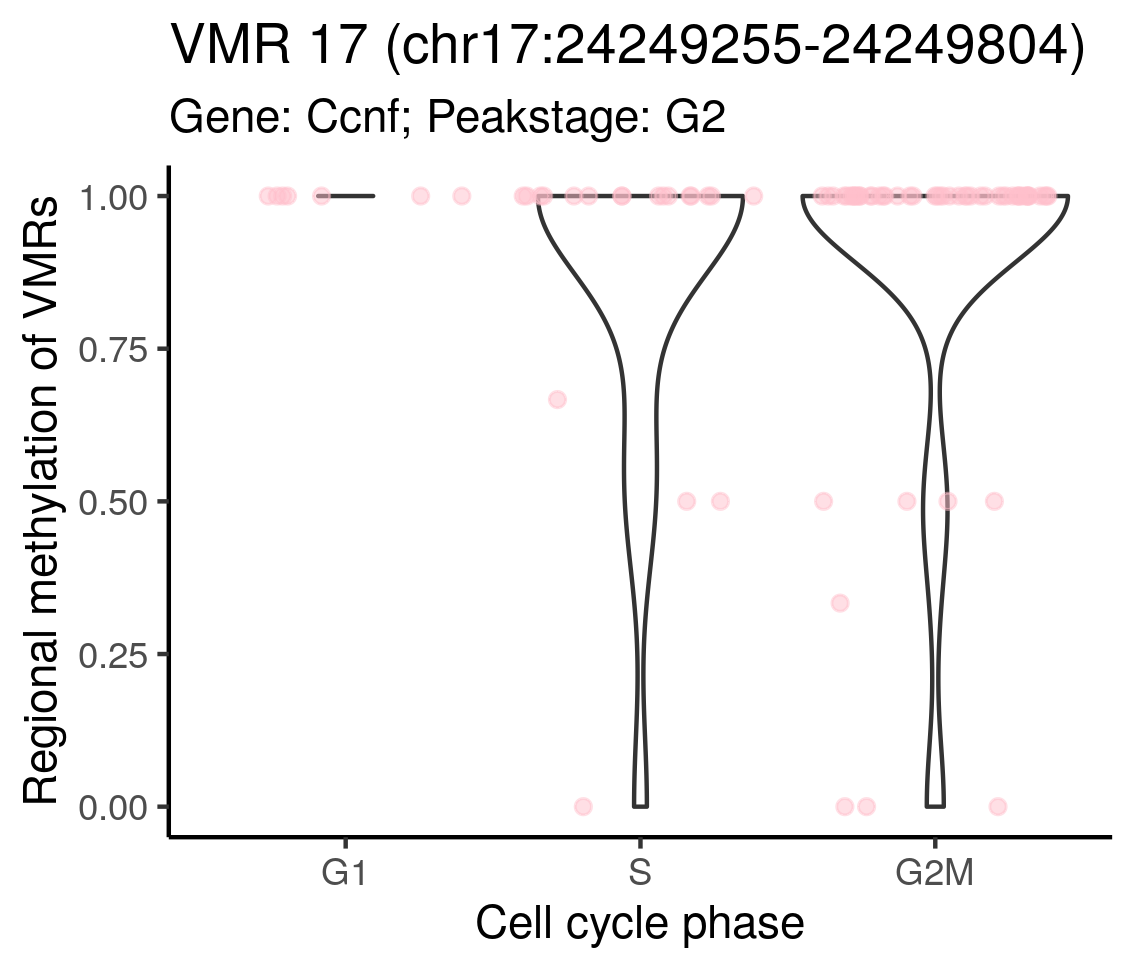 VMR 17 (chr17:24249255-24249804)
Gene: Ccnf; Peakstage: G2
Regional methylation of VMRs
1.00
0.75
0.50
0.25
0.00
G1 S G2M
Cell cycle phase